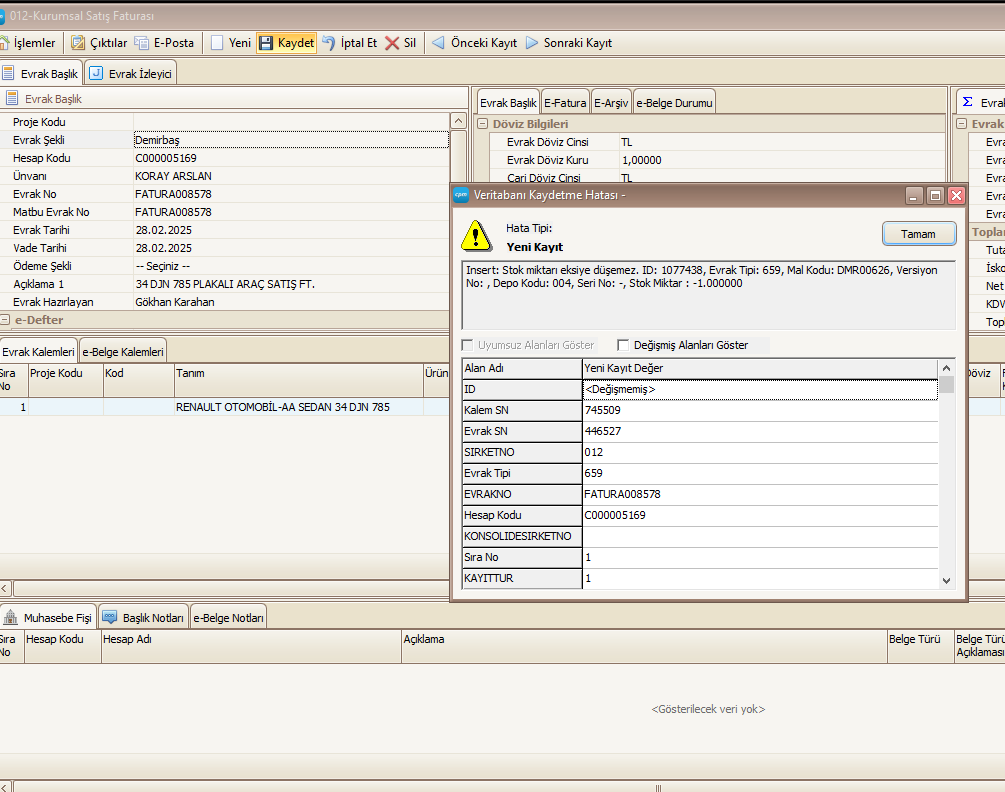 012-Kurumsal Satış Faturası
İşlemler Çıktılar E-Posta Yeni Kaydet İptal Et Sil Önceki Kayıt Sonraki Kayıt
Evrak Başlık Evrak İzleyici
Evrak Başlık
Proje Kodu
Evrak Şekli Demirbaş
Hesap Kodu C000005169
Ünvanı KORAY ARSLAN
Evrak No FATURA008578
Matbu Evrak No FATURA008578
Evrak Tarihi 28.02.2025
Vade Tarihi 28.02.2025
Ödeme Şekli -- Seçiniz --
Açıklama 1 34 DJN 785 PLAKALI ARAÇ SATIŞ FT.
Evrak Hazırlayan Gökhan Karahan
e-Defter
Evrak Başlık E-Fatura E-Arşiv e-Belge Durumu
Döviz Bilgileri
Evrak Döviz Cinsi TL
Evrak Döviz Kuru 1,00000
Cari Döviz Cinsi TL
Σ Evral
Evrak
Evra
Evra
Evra
Evra
Evra
Toplam
Tuta
İsko
Net
KDV
Topl
Evrak Kalemleri e-Belge Kalemleri
Sıra No Proje Kodu Kod Tanım Ürün
Döviz
1 RENAULT OTOMOBİL-AA SEDAN 34 DJN 785
cpm Veritabanı Kaydetme Hatası -
Hata Tipi:
Yeni Kayıt
Tamam
Insert: Stok miktarı eksiye düşemez. ID: 1077438, Evrak Tipi: 659, Mal Kodu: DMR00626, Versiyon
No: , Depo Kodu: 004, Seri No: -, Stok Miktar : -1.000000
Uyumsuz Alanları Göster Değişmiş Alanları Göster
Alan Adı Yeni Kayıt Değer
ID <Değişmemiş>
Kalem SN 745509
Evrak SN 446527
SIRKETNO 012
Evrak Tipi 659
EVRAKNO FATURA008578
Hesap Kodu C000005169
KONSOLIDESIRKETNO
Sıra No 1
KAYITTUR 1
Muhasebe Fişi Başlık Notları e-Belge Notları
Sıra No Hesap Kodu Hesap Adı Açıklama Belge Türü Belge Türü Açıklaması
<Gösterilecek veri yok>